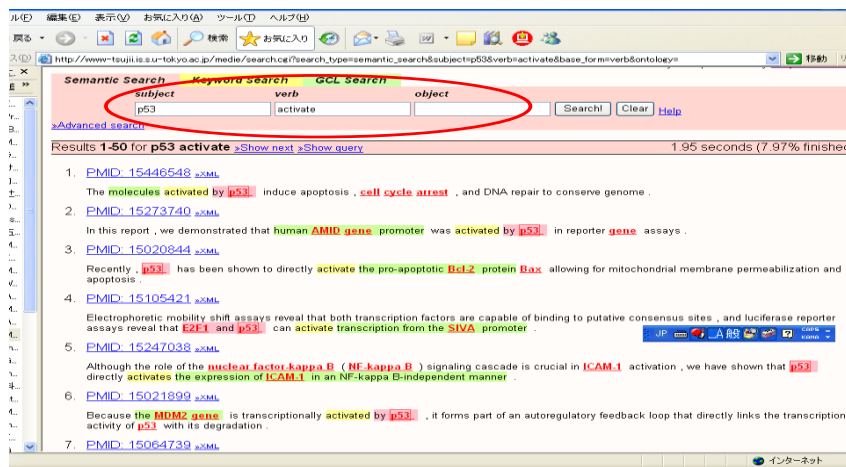 ル(F) 編集(E) 表示(V) お気に入り(A) ツール(T) ヘルプ(H)
戻る 検索 お気に入り
ス(D) http://www-tsujii.is.s.u-tokyo.ac.jp/medie/search.cgi?search_type=semantic_search&subject=p53&verb=activate&base_form=verb&ontology= 移動
Semantic Search Keyword Search GCL Search
subject verb object
p53 activate Search! Clear Help
»Advanced search
Results 1-50 for p53 activate »Show next »Show query 1.95 seconds (7.97% finishe
1. PMID: 15446548 »XML
The molecules activated by p53 induce apoptosis , cell cycle arrest , and DNA repair to conserve genome .
2. PMID: 15273740 »XML
In this report , we demonstrated that human AMID gene promoter was activated by p53 in reporter gene assays .
3. PMID: 15020844 »XML
Recently , p53 has been shown to directly activate the pro-apoptotic Bcl-2 protein Bax allowing for mitochondrial membrane permeabilization and
apoptosis .
4. PMID: 15105421 »XML
Electrophoretic mobility shift assays reveal that both transcription factors are capable of binding to putative consensus sites , and luciferase reporter
assays reveal that E2F1 and p53 can activate transcription from the SIVA promoter .
JP A 般 CAPS KANA
5. PMID: 15247038 »XML
Although the role of the nuclear factor-kappa B ( NF-kappa B ) signaling cascade is crucial in ICAM-1 activation , we have shown that p53
directly activates the expression of ICAM-1 in an NF-kappa B-independent manner .
6. PMID: 15021899 »XML
Because the MDM2 gene is transcriptionally activated by p53 , it forms part of an autoregulatory feedback loop that directly links the transcription
activity of p53 with its degradation .
7. PMID: 15064739 »XML
インターネット